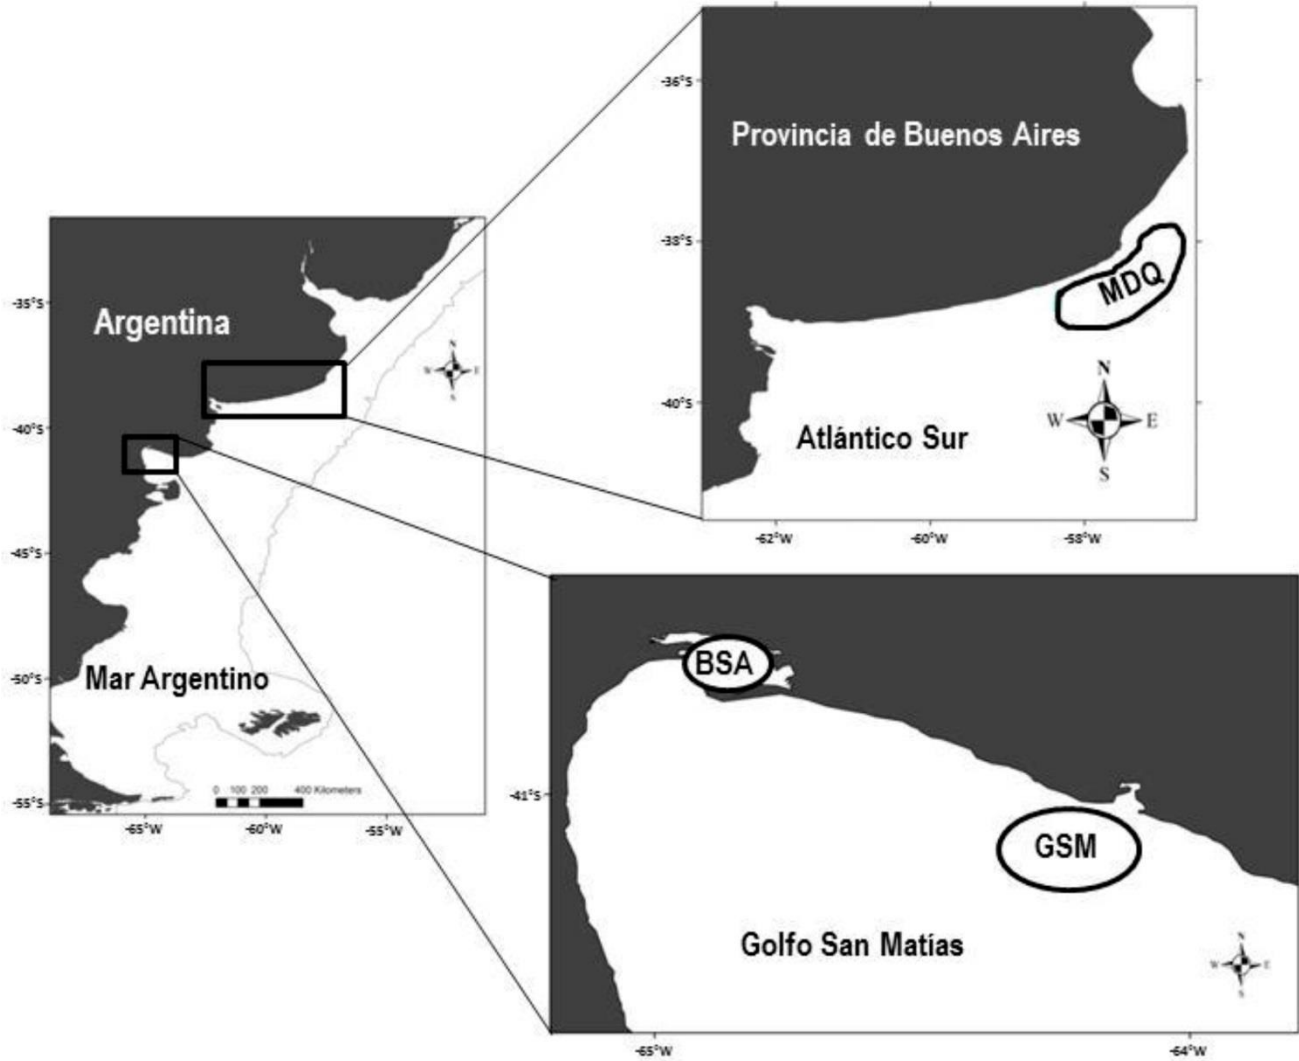 -36°S
Provincia de Buenos Aires
-38°S
MDQ
-40°S
Atlántico Sur
N
W E
S
-62°W -60°W -58°W
-35°S
Argentina
N
W E
S
-40°S
-45°S
-50°S
Mar Argentino
0 100 200 400 Kilometers
-55°S
-65°W -60°W -55°W
BSA
-41°S
GSM
Golfo San Matías
N
W E
S
-65°W -64°W